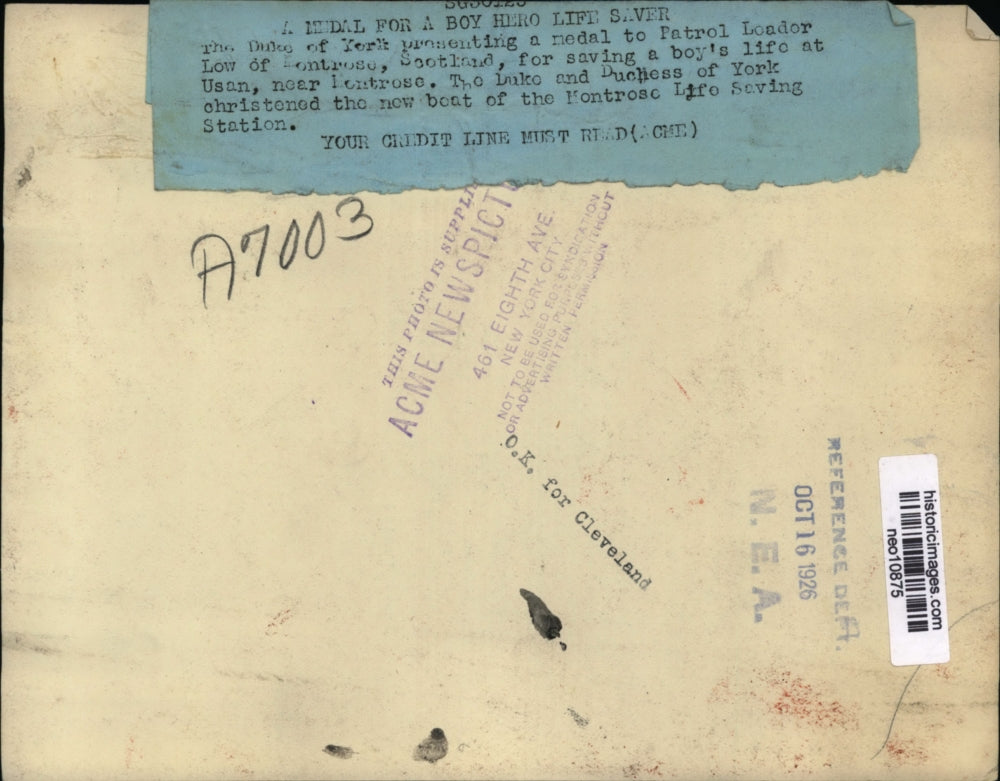 A MEDAL FOR A BOY HERO LIFE SAVER
The Duke of York presenting a medal to Patrol Leader
Low of Montrose, Scotland, for saving a boy's life at
Usan, near Montrose. The Duke and Duchess of York
christened the new boat of the Montrose Life Saving
Station.
YOUR CREDIT LINE MUST READ(ACME)
A7003
THIS PHOTO IS SUPPLI
ACME NEWSPICTU
461 EIGHTH AVE.
NEW YORK CITY
NOT TO BE USED FOR SYNDICATION
OR ADVERTISING PURPOSES WITHOUT
WRITTEN PERMISSION
O.K. for Cleveland
REFERENCE DEPT.
OCT 16 1926
N. E. A.
historicimages.com
neo10875